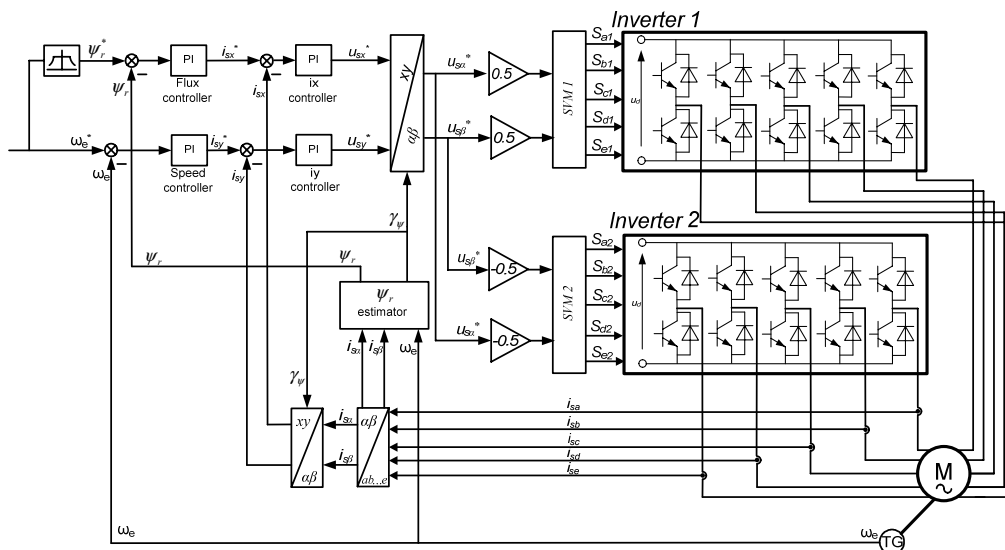 Inverter 1
ψr*
PI
isx*
PI
usx*
xy
αβ
usα*
0.5
SVM 1
Sa1
Sb1
Sc1
Sd1
Se1
ud
ψr
Flux
controller
isx
ix
controller
ωe*
PI
isy*
PI
usy*
usβ*
0.5
ωe
Speed
controller
isy
iy
controller
γψ
Inverter 2
ψr
ψr
ψr
estimator
usβ*
-0.5
SVM 2
Sa2
Sb2
Sc2
Sd2
Se2
ud
usα*
-0.5
isα
isβ
ωe
γψ
xy
αβ
isα
isβ
αβ
ab...e
isa
isb
isc
isd
ise
M
~
ωe
ωe
TG